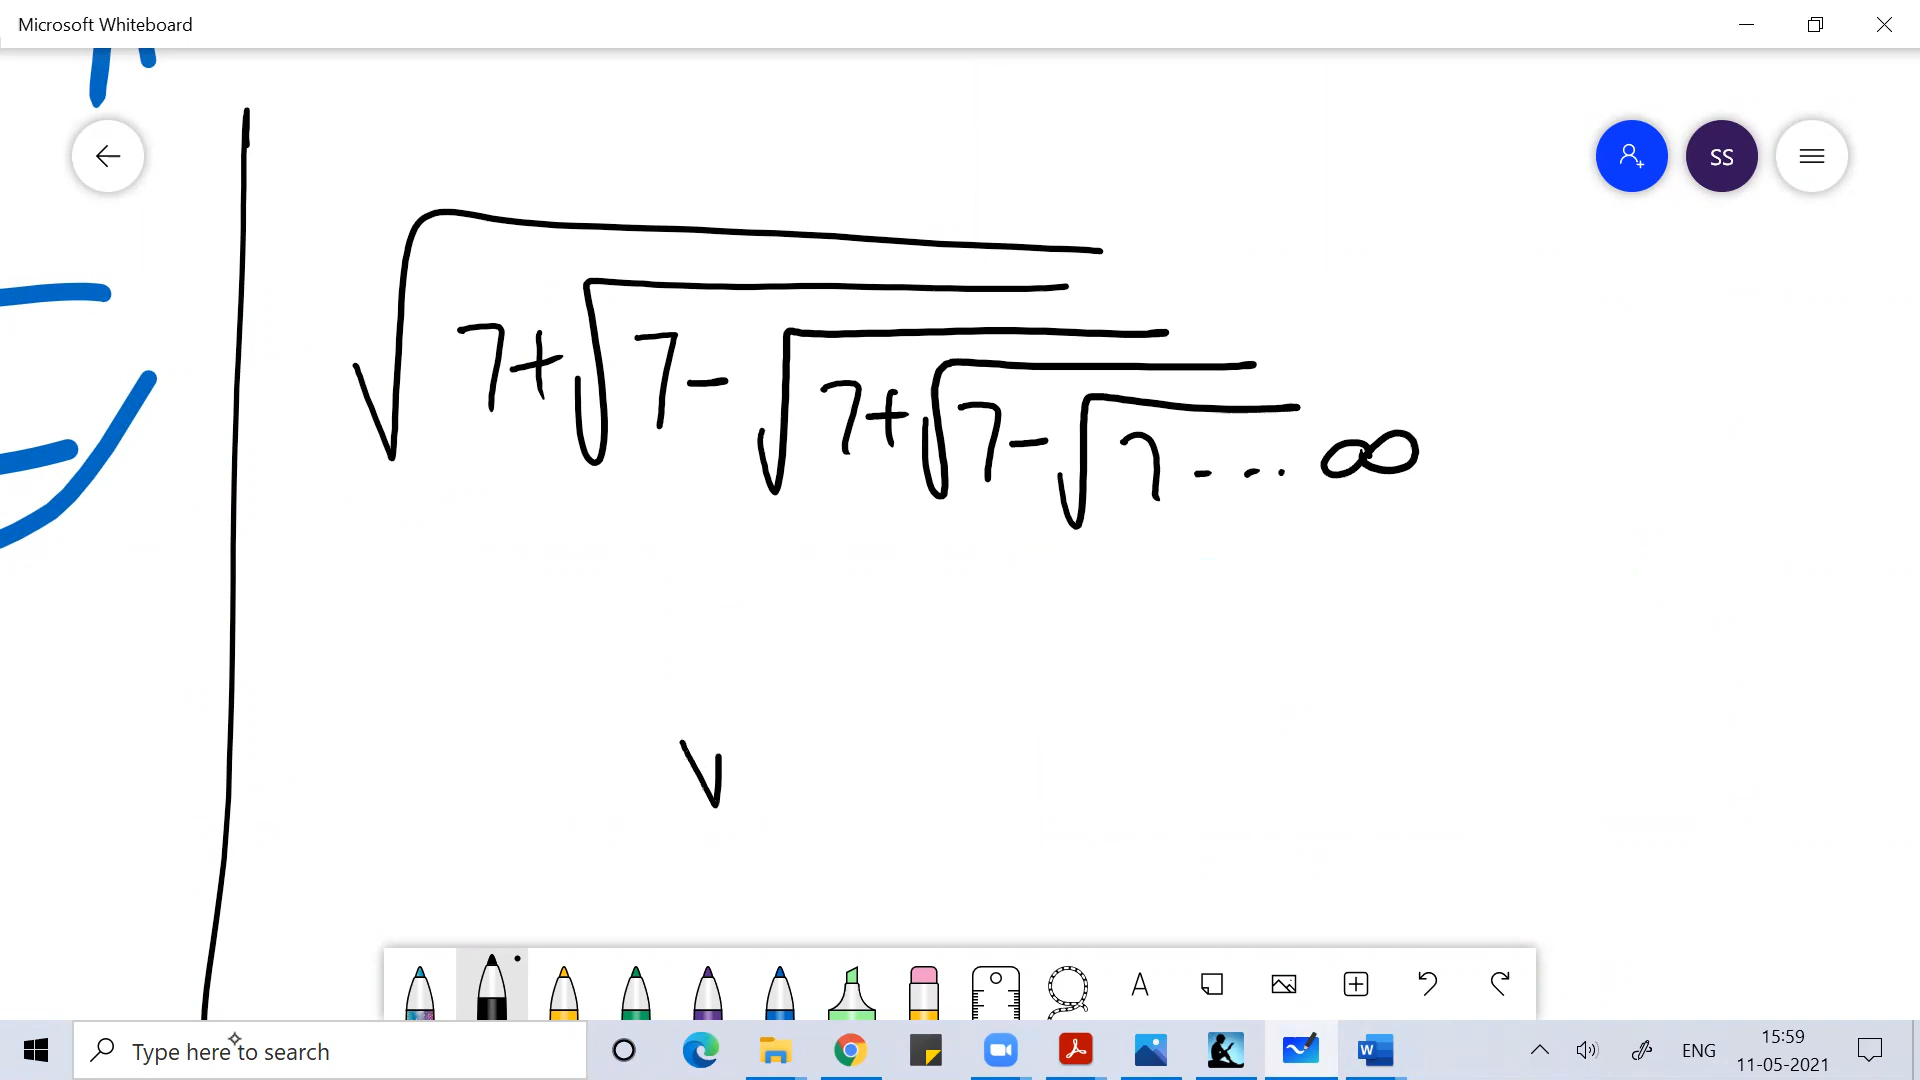 Microsoft Whiteboard
SS
√7+√7-√7+√7-√7--- ∞
√
A
Type here to search
W
ENG
15:59
11-05-2021